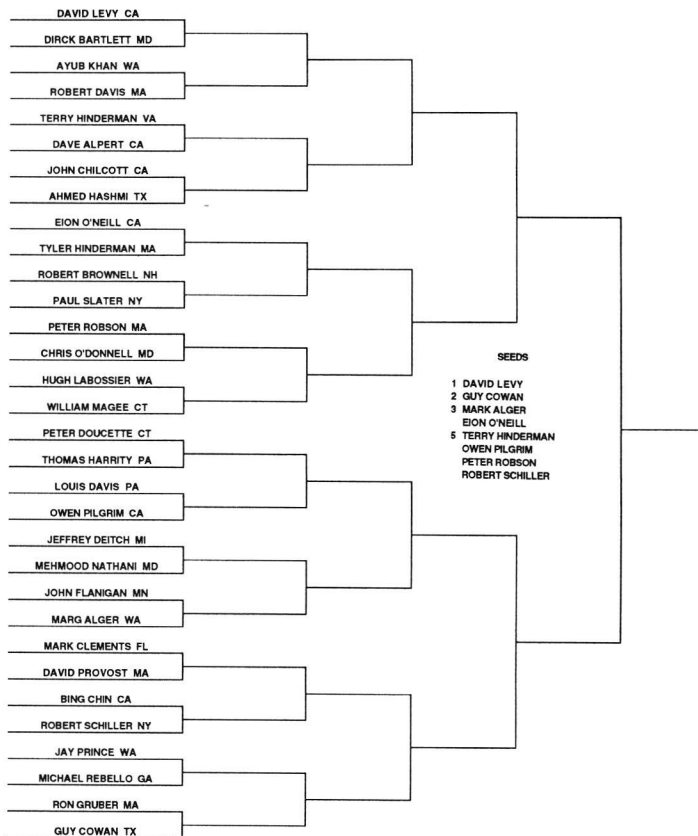 DAVID LEVY CA
DIRCK BARTLETT MD
AYUB KHAN WA
ROBERT DAVIS MA
TERRY HINDERMAN VA
DAVE ALPERT CA
JOHN CHILCOTT CA
AHMED HASHMI TX
EION O'NEILL CA
TYLER HINDERMAN MA
ROBERT BROWNELL NH
PAUL SLATER NY
PETER ROBSON MA
CHRIS O'DONNELL MD
HUGH LABOSSIER WA
WILLIAM MAGEE CT
PETER DOUCETTE CT
THOMAS HARRITY PA
LOUIS DAVIS PA
OWEN PILGRIM CA
JEFFREY DEITCH MI
MEHMOOD NATHANI MD
JOHN FLANIGAN MN
MARG ALGER WA
MARK CLEMENTS FL
DAVID PROVOST MA
BING CHIN CA
ROBERT SCHILLER NY
JAY PRINCE WA
MICHAEL REBELLO GA
RON GRUBER MA
GUY COWAN TX
SEEDS
1 DAVID LEVY
2 GUY COWAN
3 MARK ALGER
EION O'NEILL
5 TERRY HINDERMAN
OWEN PILGRIM
PETER ROBSON
ROBERT SCHILLER